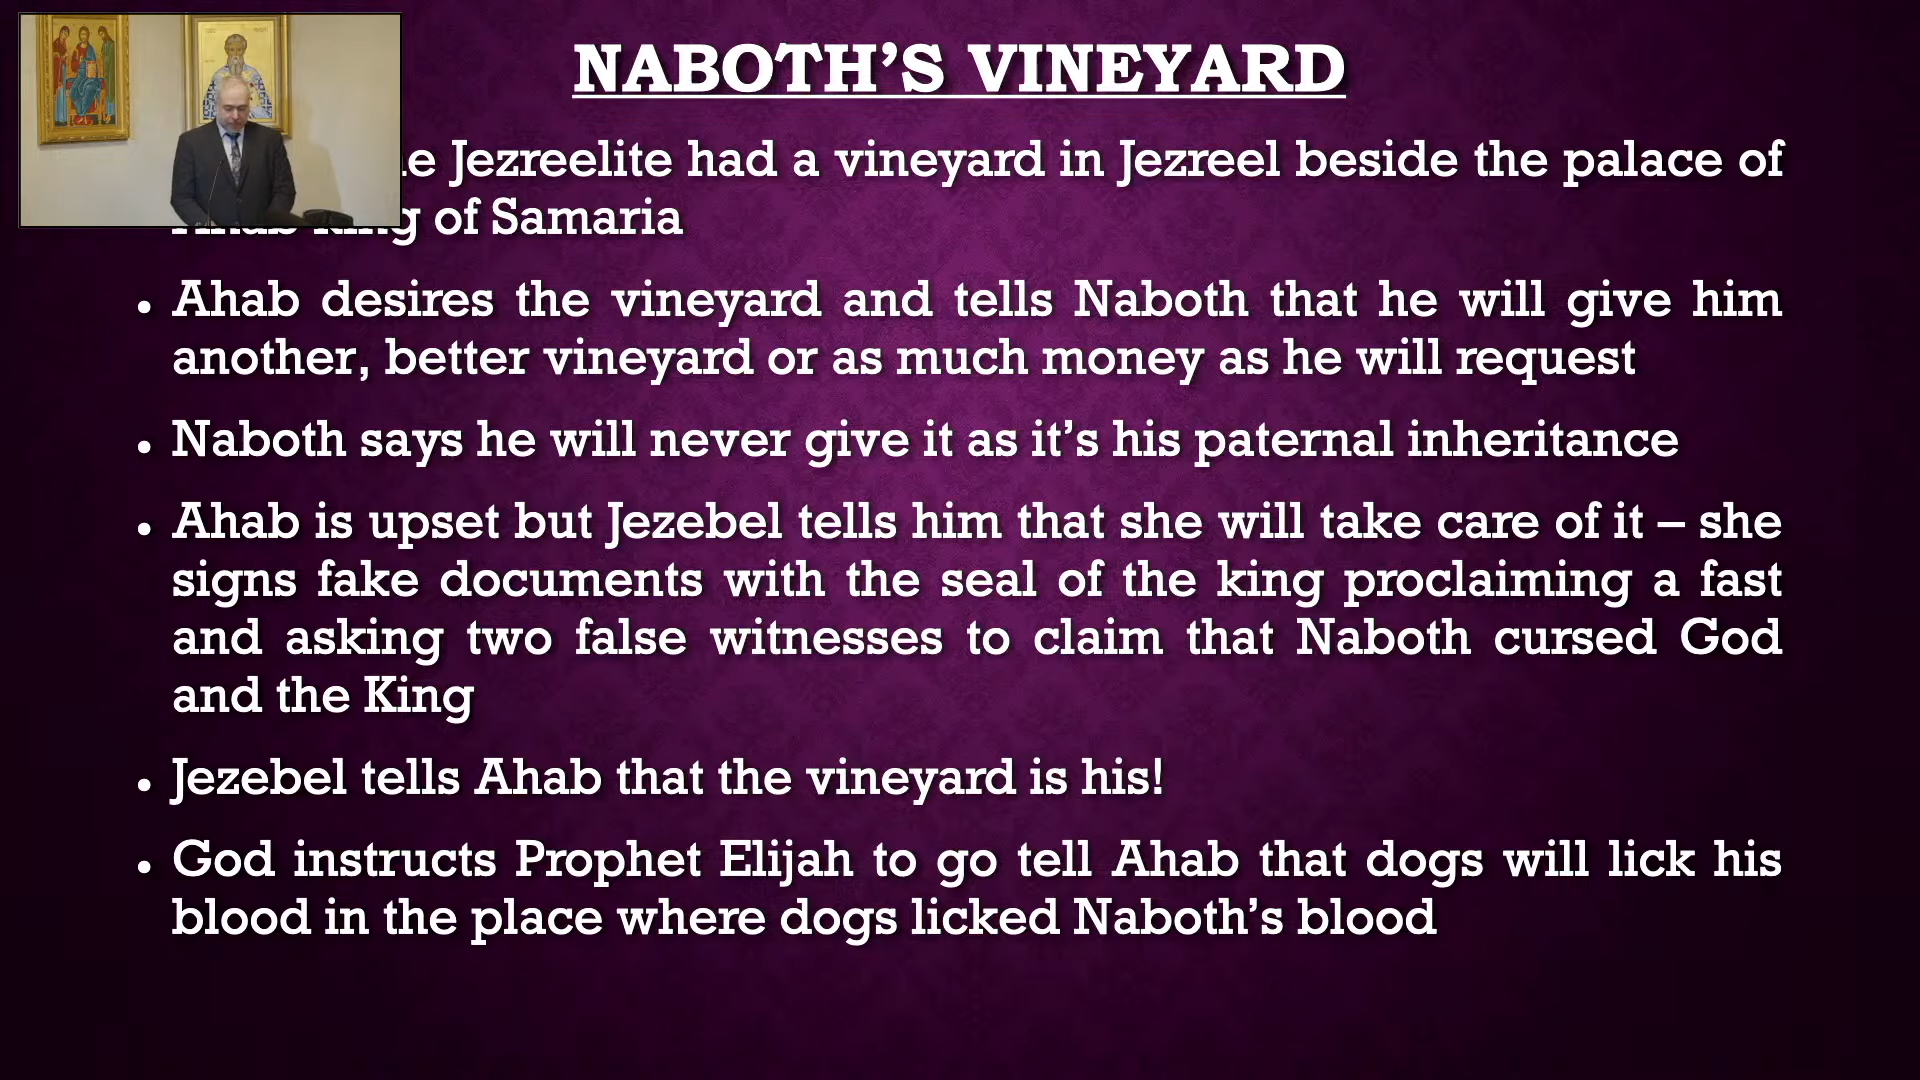 NABOTH’S VINEYARD
Jezreelite had a vineyard in Jezreel beside the palace of
of Samaria
• Ahab desires the vineyard and tells Naboth that he will give him
another, better vineyard or as much money as he will request
• Naboth says he will never give it as it’s his paternal inheritance
• Ahab is upset but Jezebel tells him that she will take care of it – she
signs fake documents with the seal of the king proclaiming a fast
and asking two false witnesses to claim that Naboth cursed God
and the King
• Jezebel tells Ahab that the vineyard is his!
• God instructs Prophet Elijah to go tell Ahab that dogs will lick his
blood in the place where dogs licked Naboth’s blood